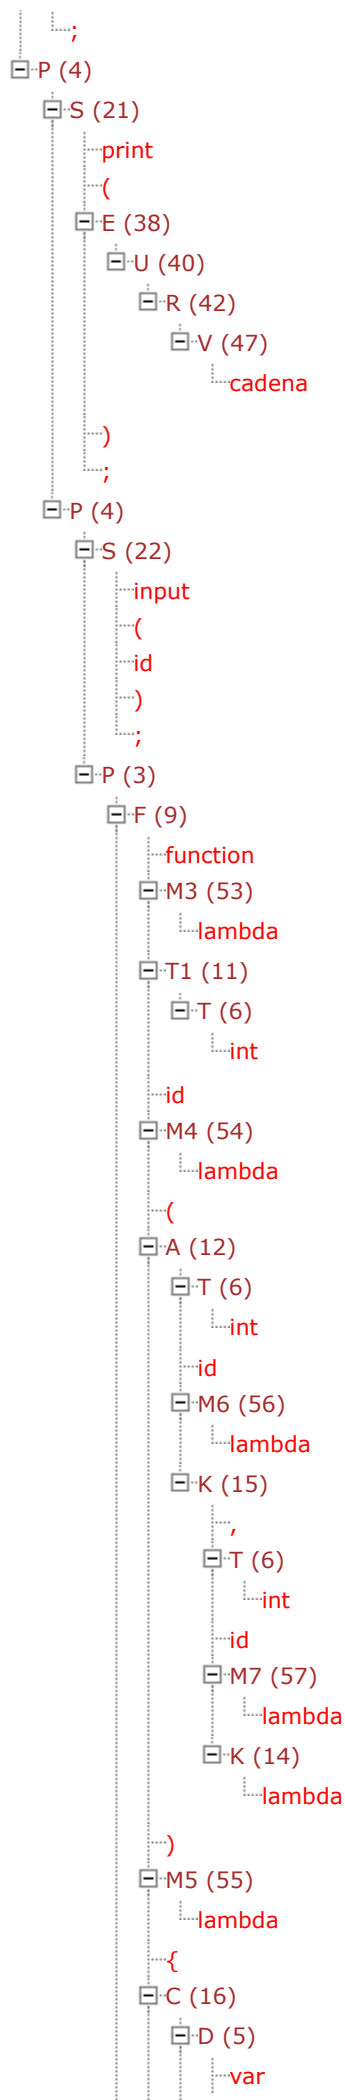 ;
P (4)
S (21)
print
(
E (38)
U (40)
R (42)
V (47)
cadena
)
;
P (4)
S (22)
input
(
id
)
;
P (3)
F (9)
function
M3 (53)
lambda
T1 (11)
T (6)
int
id
M4 (54)
lambda
(
A (12)
T (6)
int
id
M6 (56)
lambda
K (15)
,
T (6)
int
id
M7 (57)
lambda
K (14)
lambda
)
M5 (55)
lambda
{
C (16)
D (5)
var